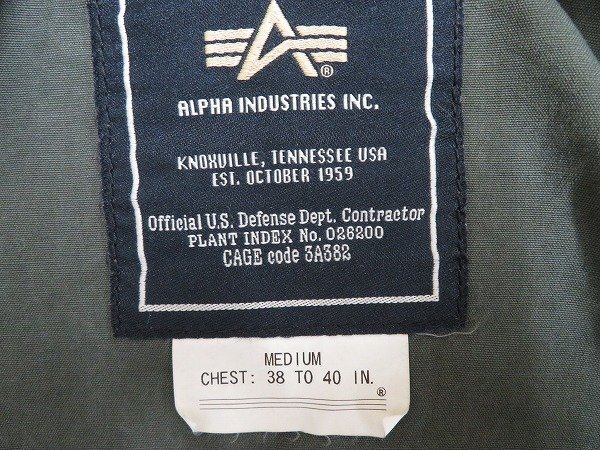 ®
ALPHA INDUSTRIES INC.
KNOXVILLE, TENNESSEE USA
EST. OCTOBER 1959
Official U.S. Defense Dept. Contractor
PLANT INDEX No. 026200
CAGE code 3A382
MEDIUM
CHEST: 38 TO 40 IN.
®